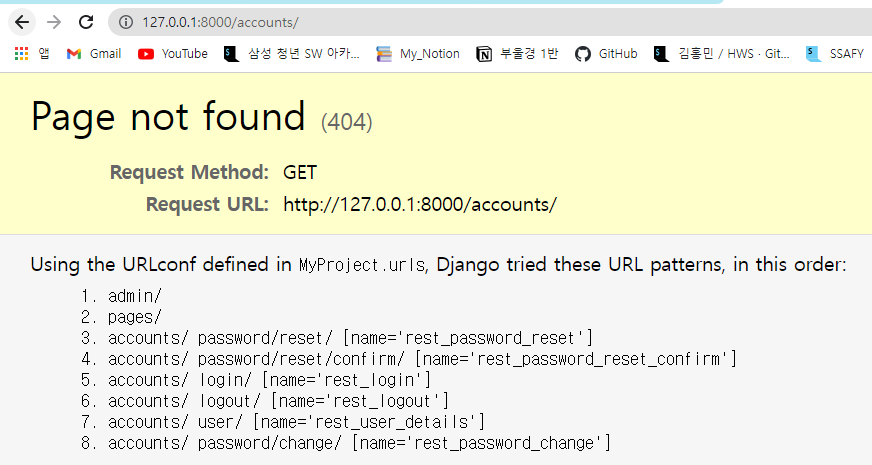 127.0.0.1:8000/accounts/
앱 Gmail YouTube 삼성 청년 SW 아카... My_Notion 부울경 1반 GitHub 김홍민 / HWS · Git... SSAFY
Page not found (404)
Request Method: GET
Request URL: http://127.0.0.1:8000/accounts/
Using the URLconf defined in MyProject.urls, Django tried these URL patterns, in this order:
1. admin/
2. pages/
3. accounts/ password/reset/ [name='rest_password_reset']
4. accounts/ password/reset/confirm/ [name='rest_password_reset_confirm']
5. accounts/ login/ [name='rest_login']
6. accounts/ logout/ [name='rest_logout']
7. accounts/ user/ [name='rest_user_details']
8. accounts/ password/change/ [name='rest_password_change']